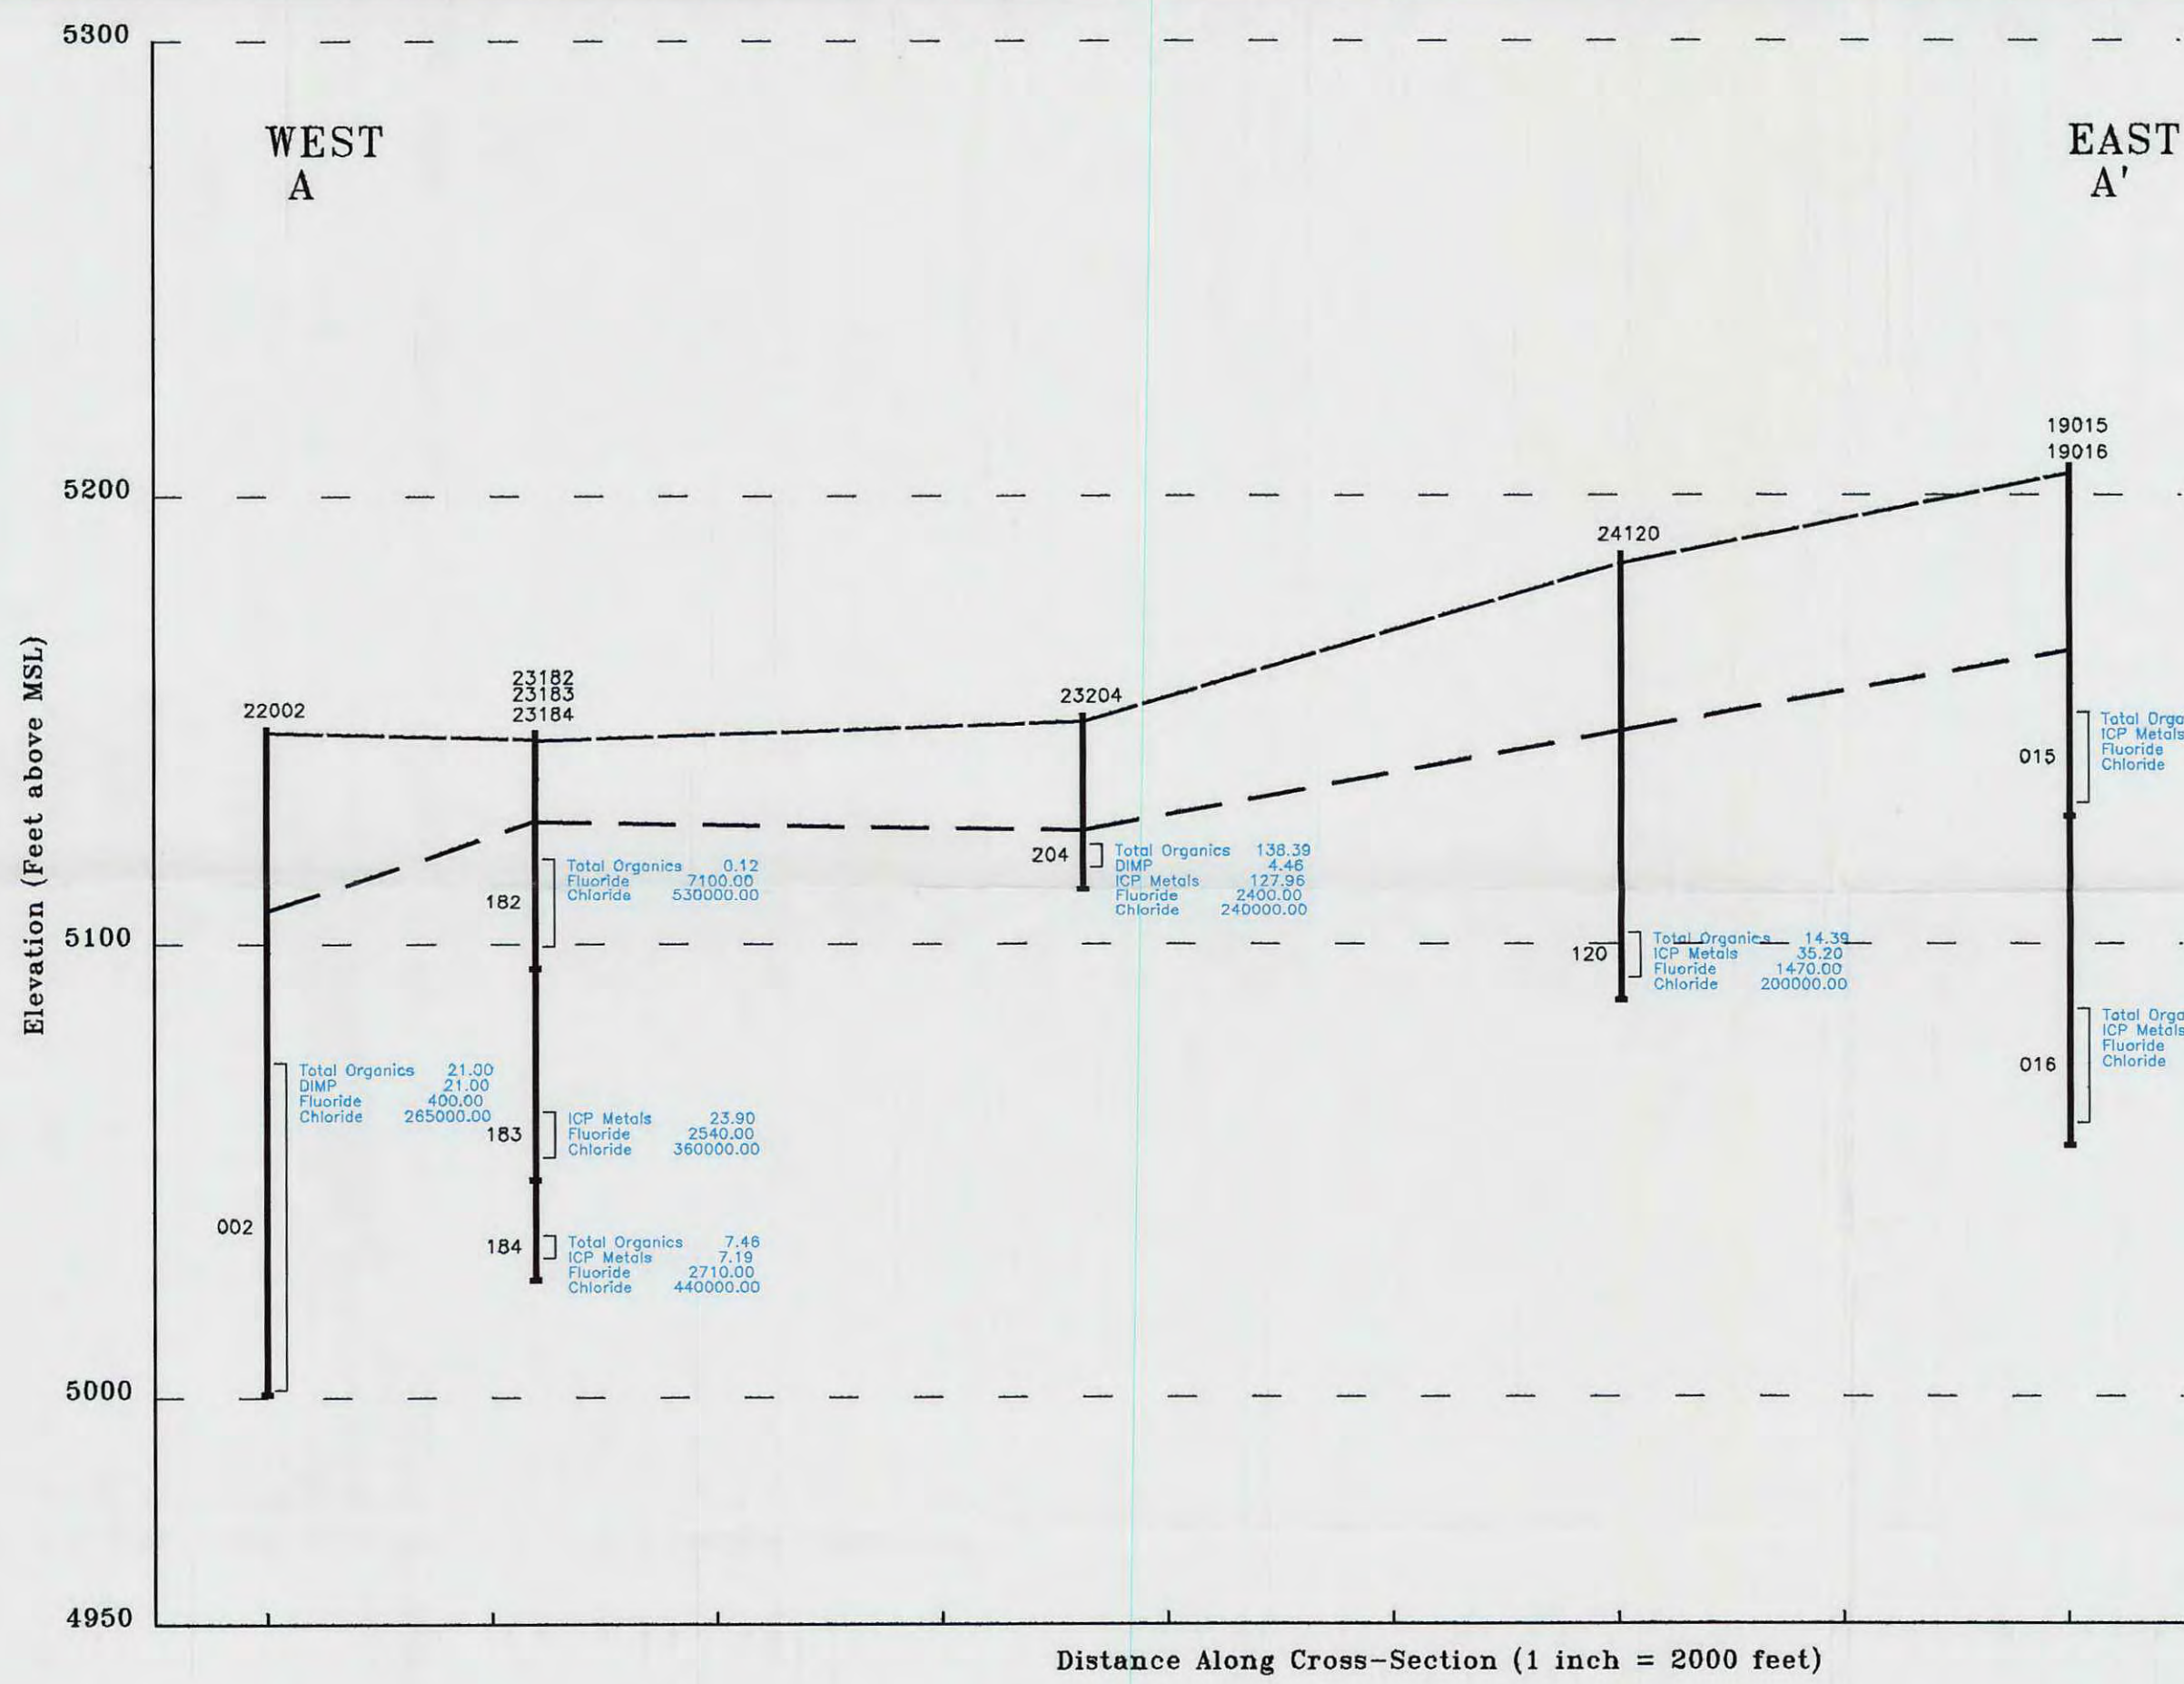 5300
WEST
A
EAST
A'
19015
19016
5200
24120
23182
23183
23184
22002
23204
Elevation (Feet above MSL)
015
Total Orga
ICP Metals
Fluoride
Chloride
204
Total Organics 138.39
DIMP 4.46
ICP Metals 127.96
Fluoride 2400.00
Chloride 240000.00
182
Total Organics 0.12
Fluoride 7100.00
Chloride 530000.00
5100
120
Total Organics 14.39
ICP Metals 35.20
Fluoride 1470.00
Chloride 200000.00
016
Total Orga
ICP Metals
Fluoride
Chloride
002
Total Organics 21.00
DIMP 21.00
Fluoride 400.00
Chloride 265000.00
183
ICP Metals 23.90
Fluoride 2540.00
Chloride 360000.00
184
Total Organics 7.46
ICP Metals 7.19
Fluoride 2710.00
Chloride 440000.00
5000
4950
Distance Along Cross-Section (1 inch = 2000 feet)